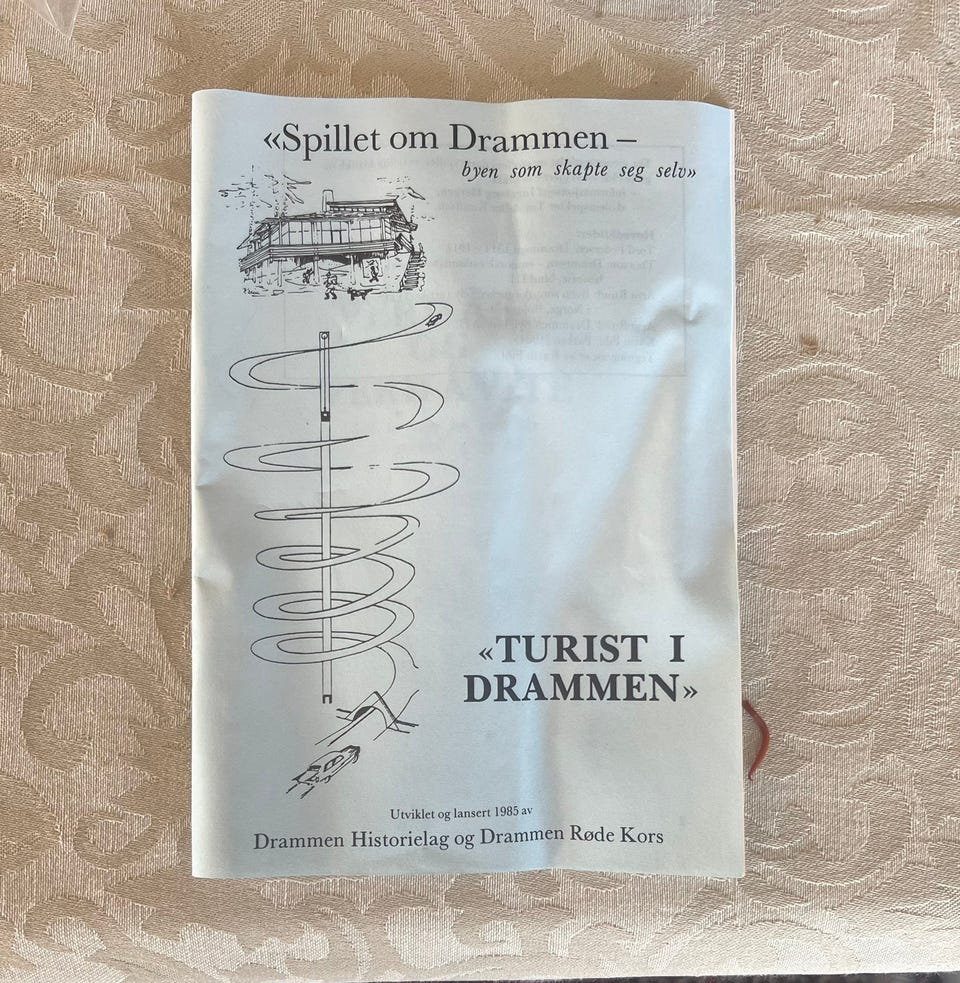 «Spillet om Drammen –
byen som skapte seg selv»
«TURIST I
DRAMMEN»
Utviklet og lansert 1985 av
Drammen Historielag og Drammen Røde Kors